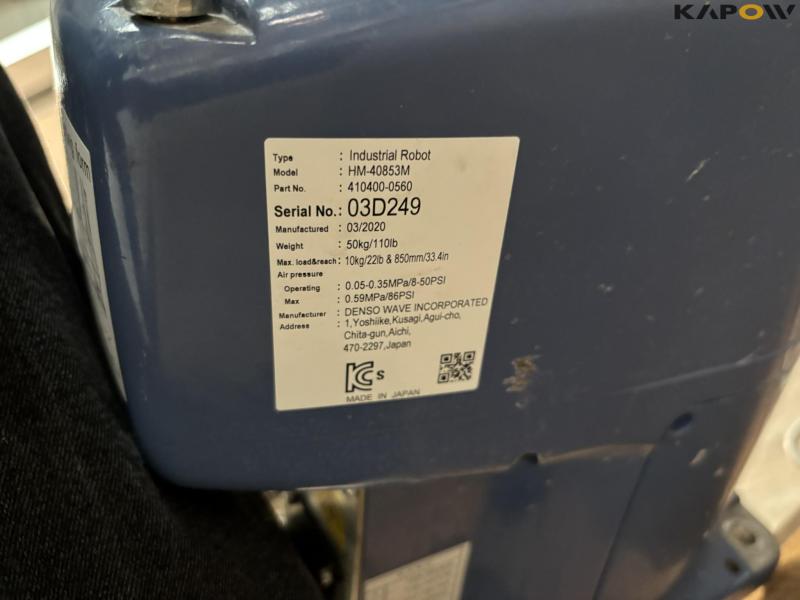 KAPOW
Type : Industrial Robot
Model : HM-40853M
Part No. : 410400-0560
Serial No.: 03D249
Manufactured : 03/2020
Weight : 50kg/110lb
Max. load&reach: 10kg/22lb & 850mm/33.4in
Air pressure
Operating : 0.05-0.35MPa/8-50PSI
Max : 0.59MPa/86PSI
Manufacturer : DENSO WAVE INCORPORATED
Address : 1,Yoshiike,Kusagi,Agui-cho,
Chita-gun,Aichi,
470-2297,Japan
KCs
MADE IN JAPAN